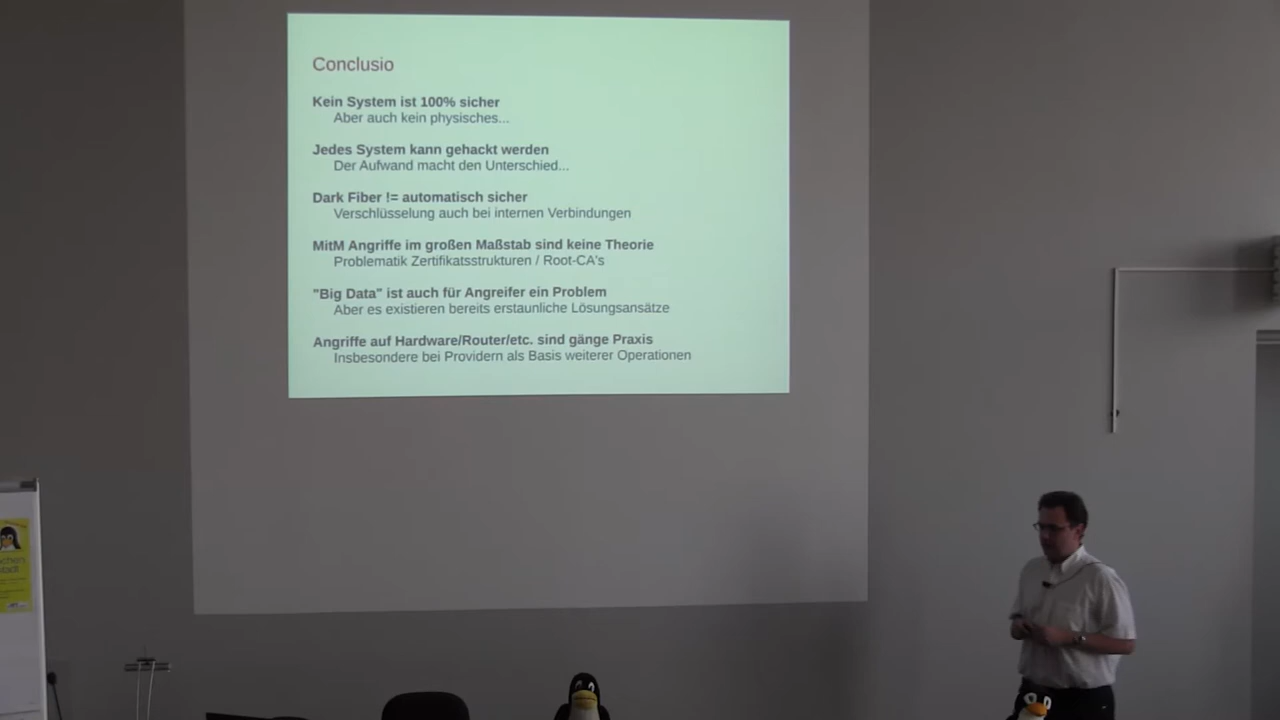 Conclusio
Kein System ist 100% sicher
Aber auch kein physisches...
Jedes System kann gehackt werden
Der Aufwand macht den Unterschied...
Dark Fiber != automatisch sicher
Verschlüsselung auch bei internen Verbindungen
MitM Angriffe im großen Maßstab sind keine Theorie
Problematik Zertifikatsstrukturen / Root-CA's
"Big Data" ist auch für Angreifer ein Problem
Aber es existieren bereits erstaunliche Lösungsansätze
Angriffe auf Hardware/Router/etc. sind gänge Praxis
Insbesondere bei Providern als Basis weiterer Operationen